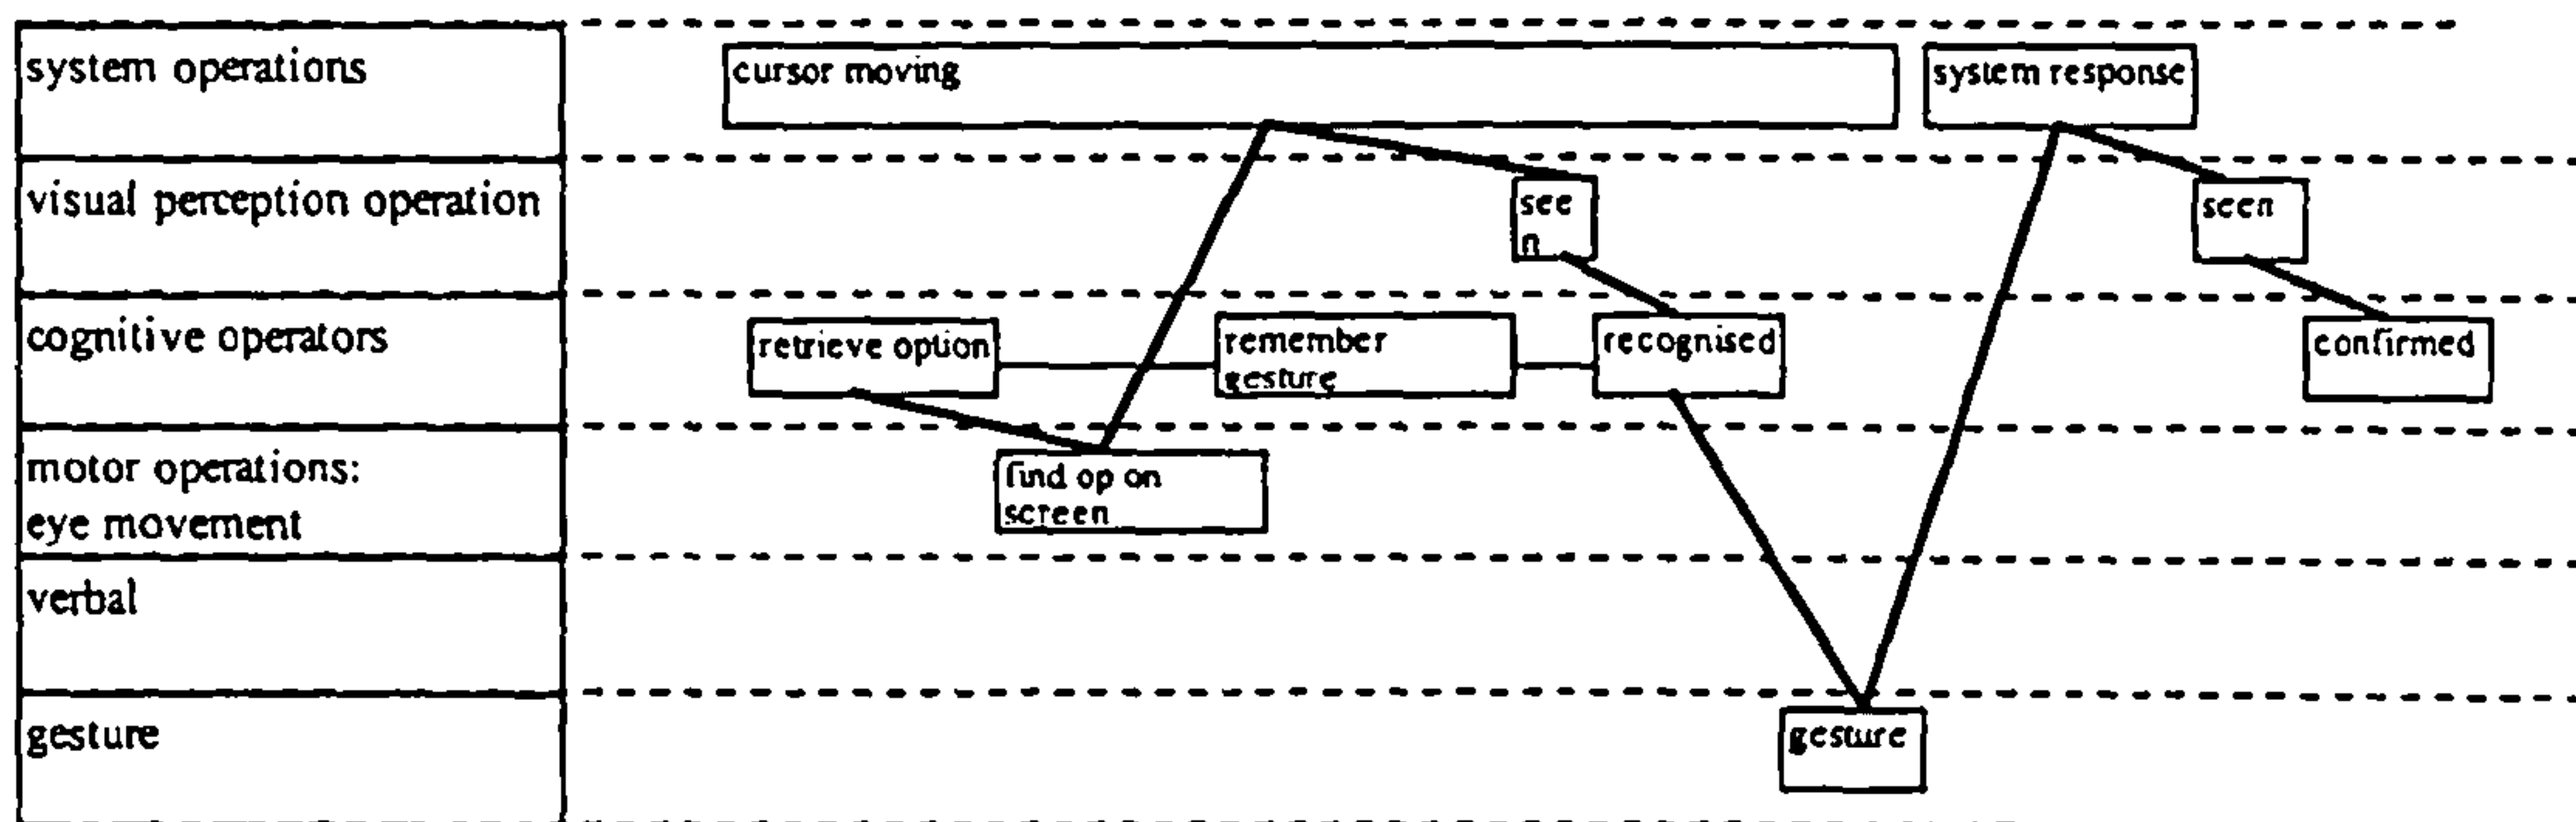 system operations
cursor moving
system response
visual perception operation
see
n
seen
cognitive operators
retrieve option
remember
gesture
recognised
confirmed
motor operations:
eye movement
find op on
screen
verbal
gesture
gesture